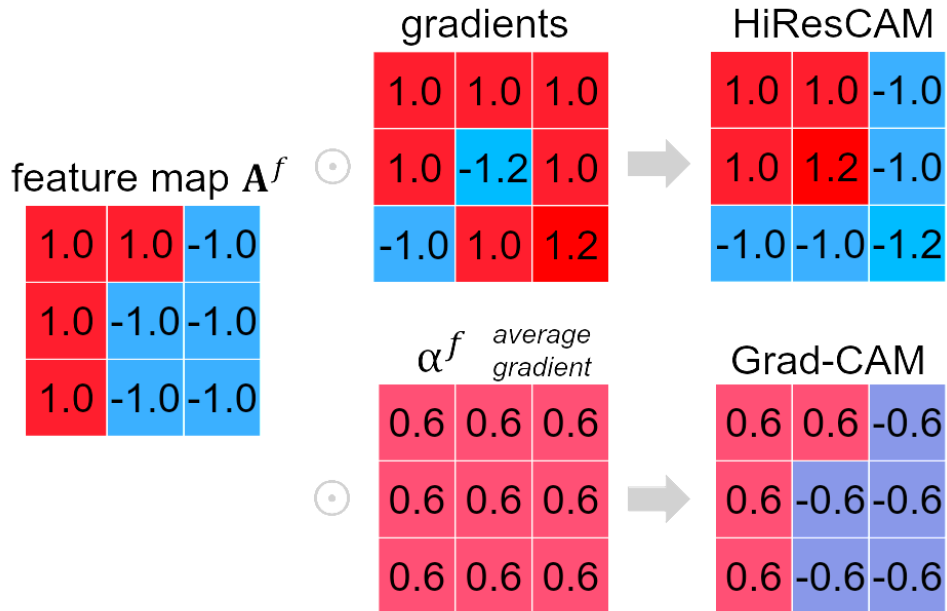 gradients
1.0 1.0 1.0
1.0 -1.2 1.0
-1.0 1.0 1.2
HiResCAM
1.0 1.0 -1.0
1.0 1.2 -1.0
-1.0 -1.0 -1.2
feature map A^f
1.0 1.0 -1.0
1.0 -1.0 -1.0
1.0 -1.0 -1.0
⊙
α^f average
gradient
0.6 0.6 0.6
0.6 0.6 0.6
0.6 0.6 0.6
⊙
Grad-CAM
0.6 0.6 -0.6
0.6 -0.6 -0.6
0.6 -0.6 -0.6